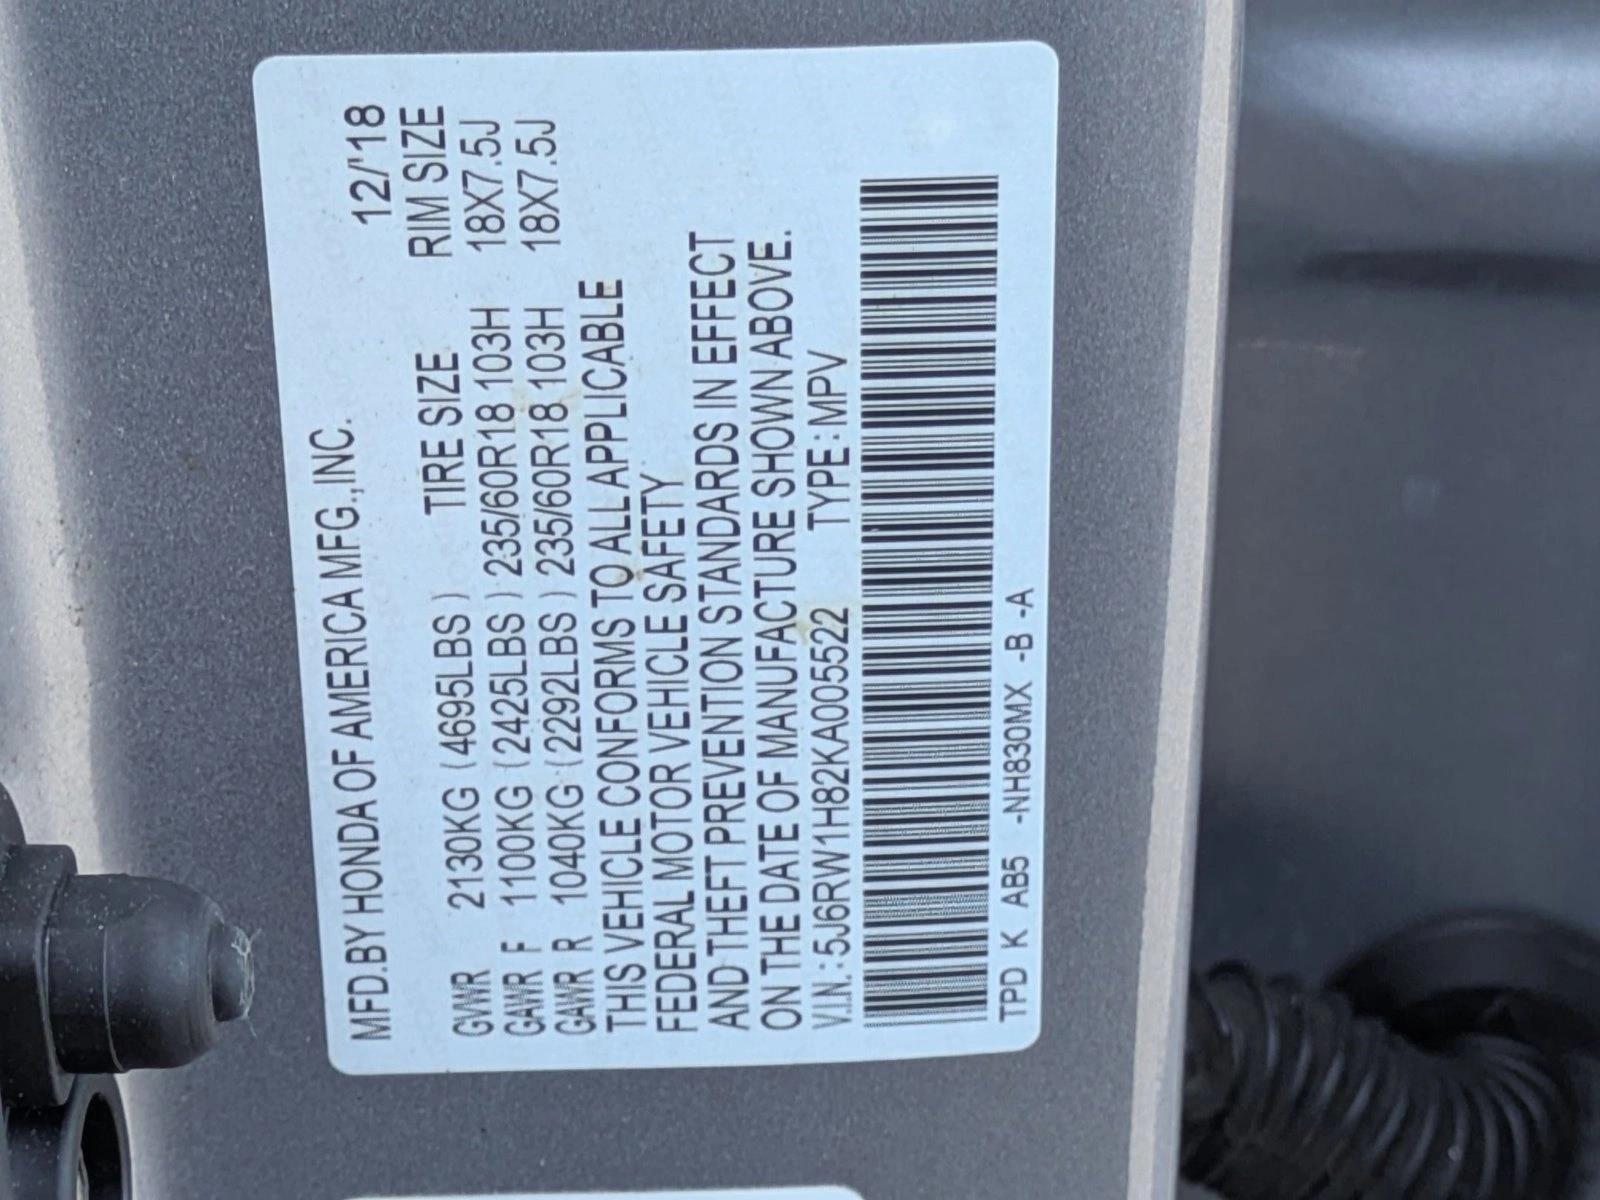 MFD.BY HONDA OF AMERICA MFG.,INC. 12/'18
TIRE SIZE RIM SIZE
GVWR 2130KG (4695LBS)
GAWR F 1100KG (2425LBS) 235/60R18 103H 18X7.5J
GAWR R 1040KG (2292LBS) 235/60R18 103H 18X7.5J
THIS VEHICLE CONFORMS TO ALL APPLICABLE
FEDERAL MOTOR VEHICLE SAFETY
AND THEFT PREVENTION STANDARDS IN EFFECT
ON THE DATE OF MANUFACTURE SHOWN ABOVE.
V.I.N.: 5J6RW1H82KA005522 TYPE : MPV
TPD K AB5 -NH830MX -B -A